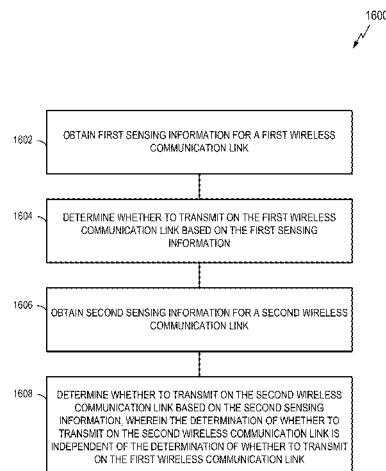 1600
1602
OBTAIN FIRST SENSING INFORMATION FOR A FIRST WIRELESS
COMMUNICATION LINK
1604
DETERMINE WHETHER TO TRANSMIT ON THE FIRST WIRELESS
COMMUNICATION LINK BASED ON THE FIRST SENSING
INFORMATION
1606
OBTAIN SECOND SENSING INFORMATION FOR A SECOND WIRELESS
COMMUNICATION LINK
1608
DETERMINE WHETHER TO TRANSMIT ON THE SECOND WIRELESS
COMMUNICATION LINK BASED ON THE SECOND SENSING
INFORMATION, WHEREIN THE DETERMINATION OF WHETHER TO
TRANSMIT ON THE SECOND WIRELESS COMMUNICATION LINK IS
INDEPENDENT OF THE DETERMINATION OF WHETHER TO TRANSMIT
ON THE FIRST WIRELESS COMMUNICATION LINK